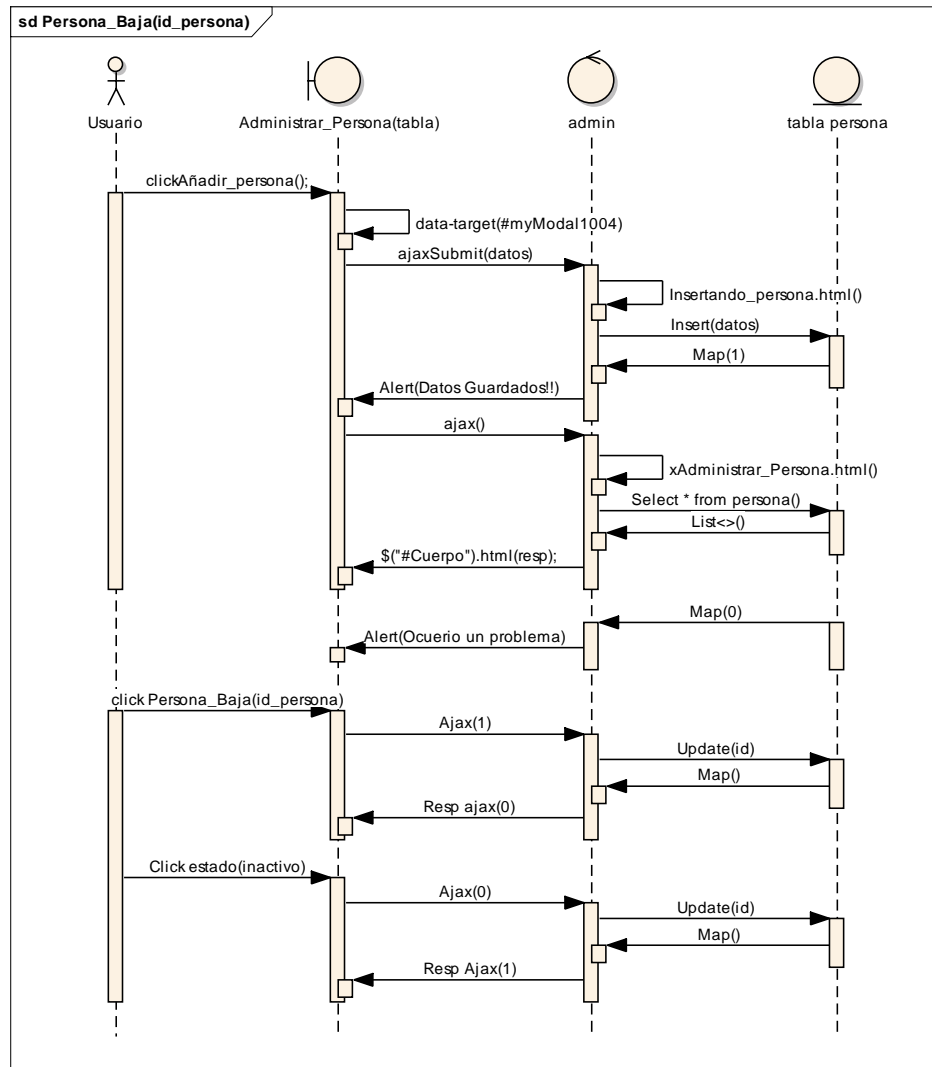 sd Persona_Baja(id_persona)
Usuario
Administrar_Persona(tabla)
admin
tabla persona
clickAñadir_persona();
data-target(#myModal1004)
ajaxSubmit(datos)
Insertando_persona.html()
Insert(datos)
Map(1)
Alert(Datos Guardados!!)
ajax()
xAdministrar_Persona.html()
Select * from persona()
List<>()
$("#Cuerpo").html(resp);
Map(0)
Alert(Ocuerio un problema)
click Persona_Baja(id_persona)
Ajax(1)
Update(id)
Map()
Resp ajax(0)
Click estado(inactivo)
Ajax(0)
Update(id)
Map()
Resp Ajax(1)